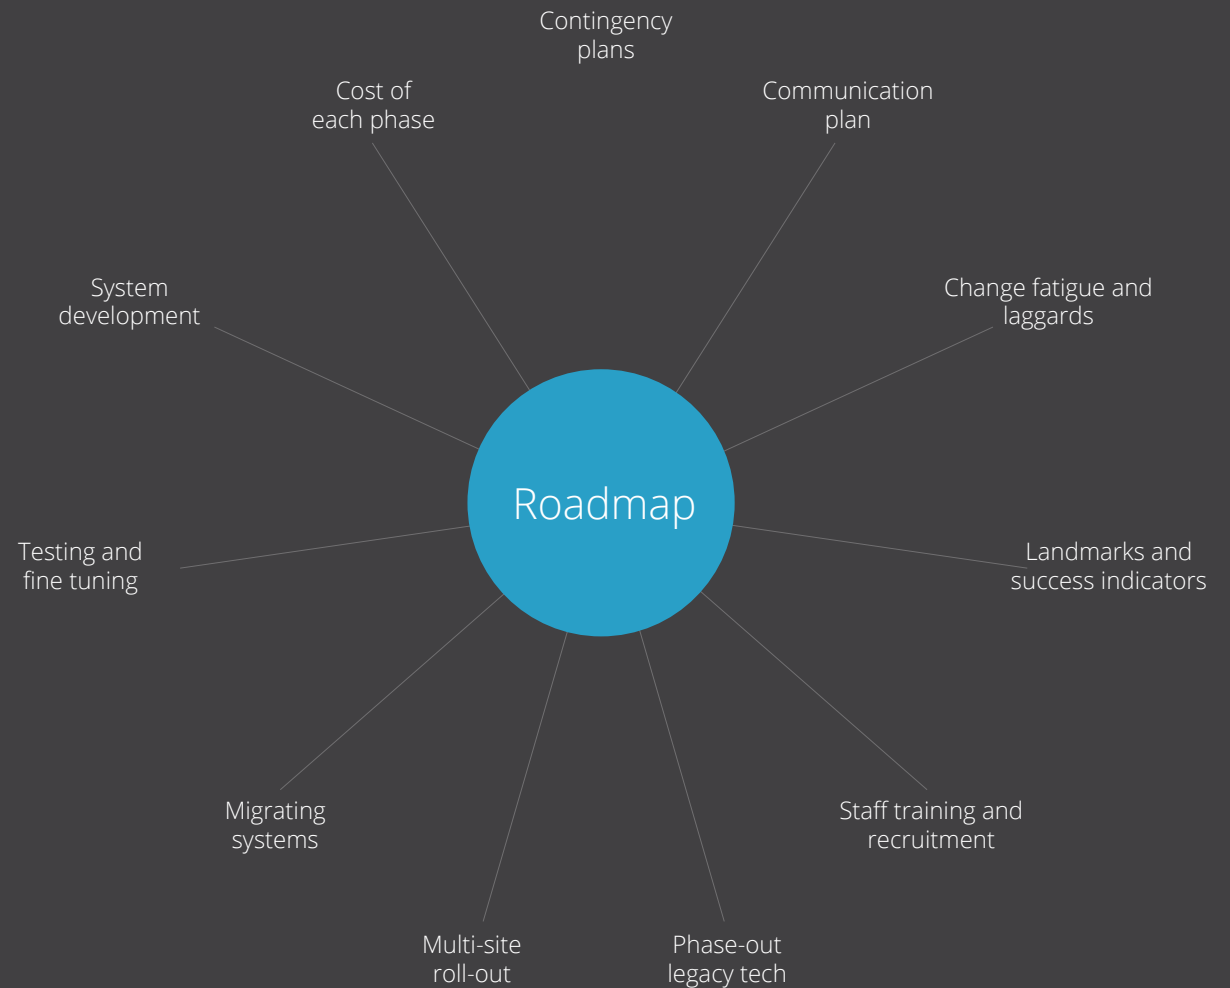 Contingency
plans
Cost of
each phase
Communication
plan
System
development
Change fatigue and
laggards
Roadmap
Testing and
fine tuning
Landmarks and
success indicators
Migrating
systems
Staff training and
recruitment
Multi-site
roll-out
Phase-out
legacy tech